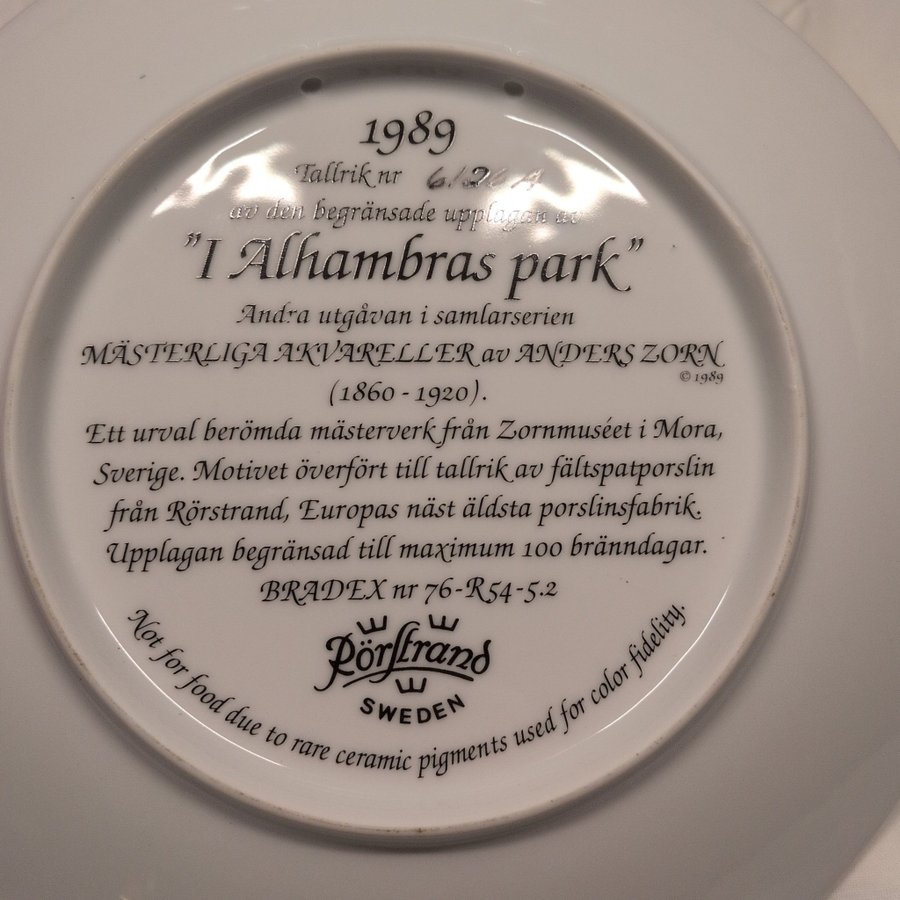 1989
Tallrik nr
av den begränsade upplagan av
"I Alhambras park"
Andra utgåvan i samlarserien
MÄSTERLIGA AKVARELLER av ANDERS ZORN
© 1989
(1860 - 1920).
Ett urval berömda mästerverk från Zornmuséet i Mora,
Sverige. Motivet överfört till tallrik av fältspatporslin
från Rörstrand, Europas näst äldsta porslinsfabrik.
Upplagan begränsad till maximum 100 bränndagar.
BRADEX nr 76-R54-5.2
Rörstrand
SWEDEN
Not for food due to rare ceramic pigments used for color fidelity.